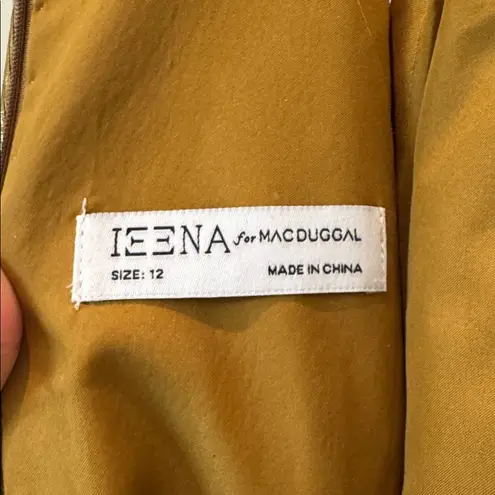 IEENA for MAC DUGGAL
SIZE: 12 MADE IN CHINA